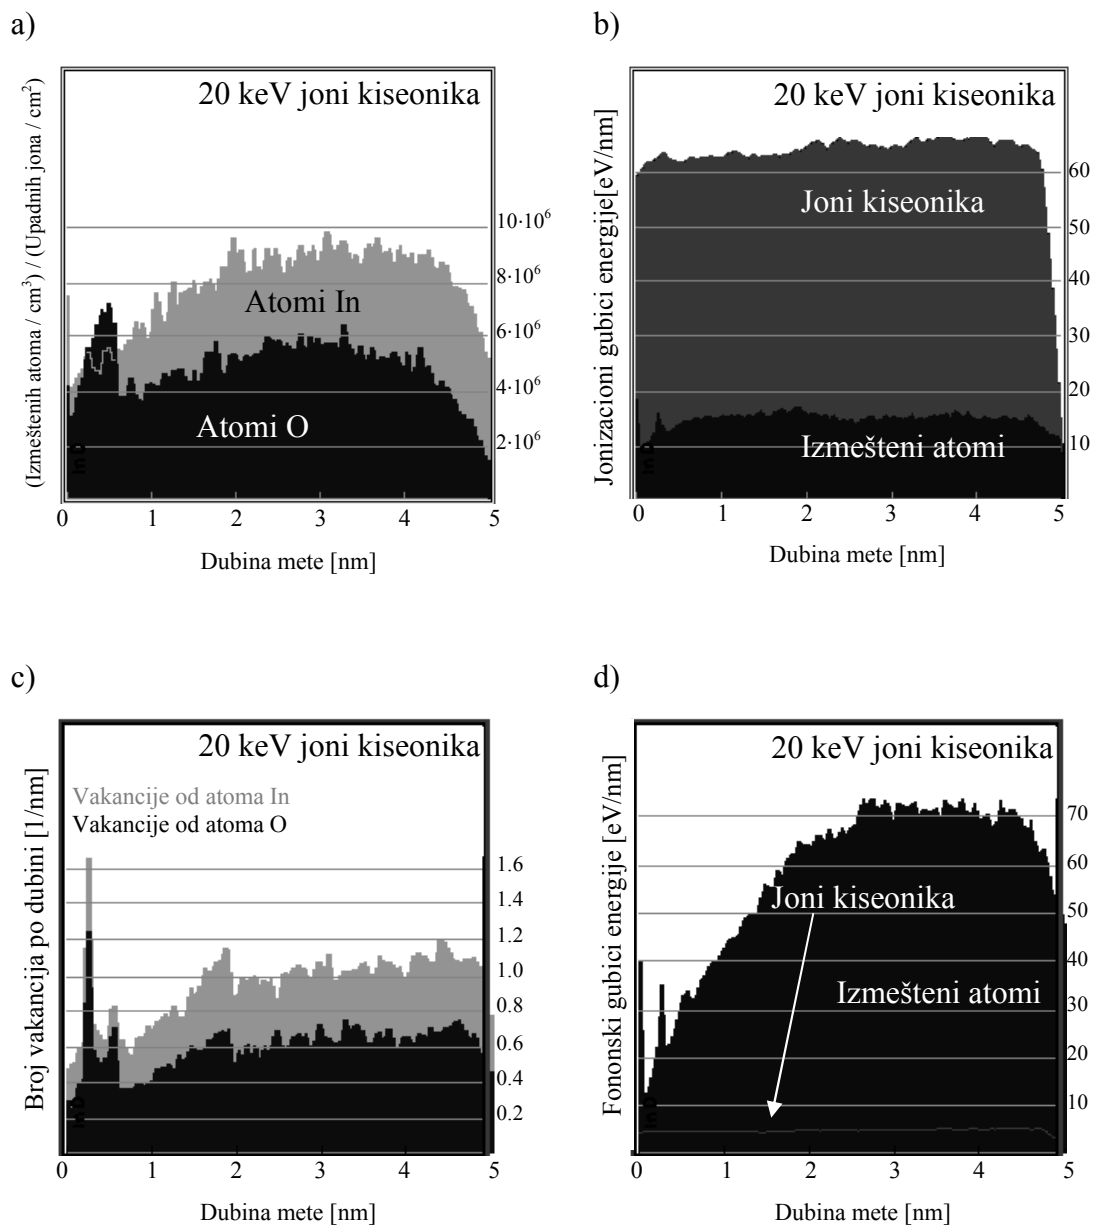 a)
20 keV joni kiseonika
(Izmeštenih atoma / cm³) / (Upadnih jona / cm²)
10·10⁶
8·10⁶
6·10⁶
4·10⁶
2·10⁶
Atomi In
Atomi O
In D
0 1 2 3 4 5
Dubina mete [nm]
b)
20 keV joni kiseonika
Jonizacioni gubici energije[eV/nm]
60
50
40
30
20
10
Joni kiseonika
Izmešteni atomi
In D
0 1 2 3 4 5
Dubina mete [nm]
c)
20 keV joni kiseonika
Broj vakancija po dubini [1/nm]
Vakancije od atoma In
Vakancije od atoma O
1.6
1.4
1.2
1.0
0.8
0.6
0.4
0.2
In D
0 1 2 3 4 5
Dubina mete [nm]
d)
20 keV joni kiseonika
Fononski gubici energije [eV/nm]
70
60
50
40
30
20
10
Joni kiseonika
Izmešteni atomi
In D
0 1 2 3 4 5
Dubina mete [nm]